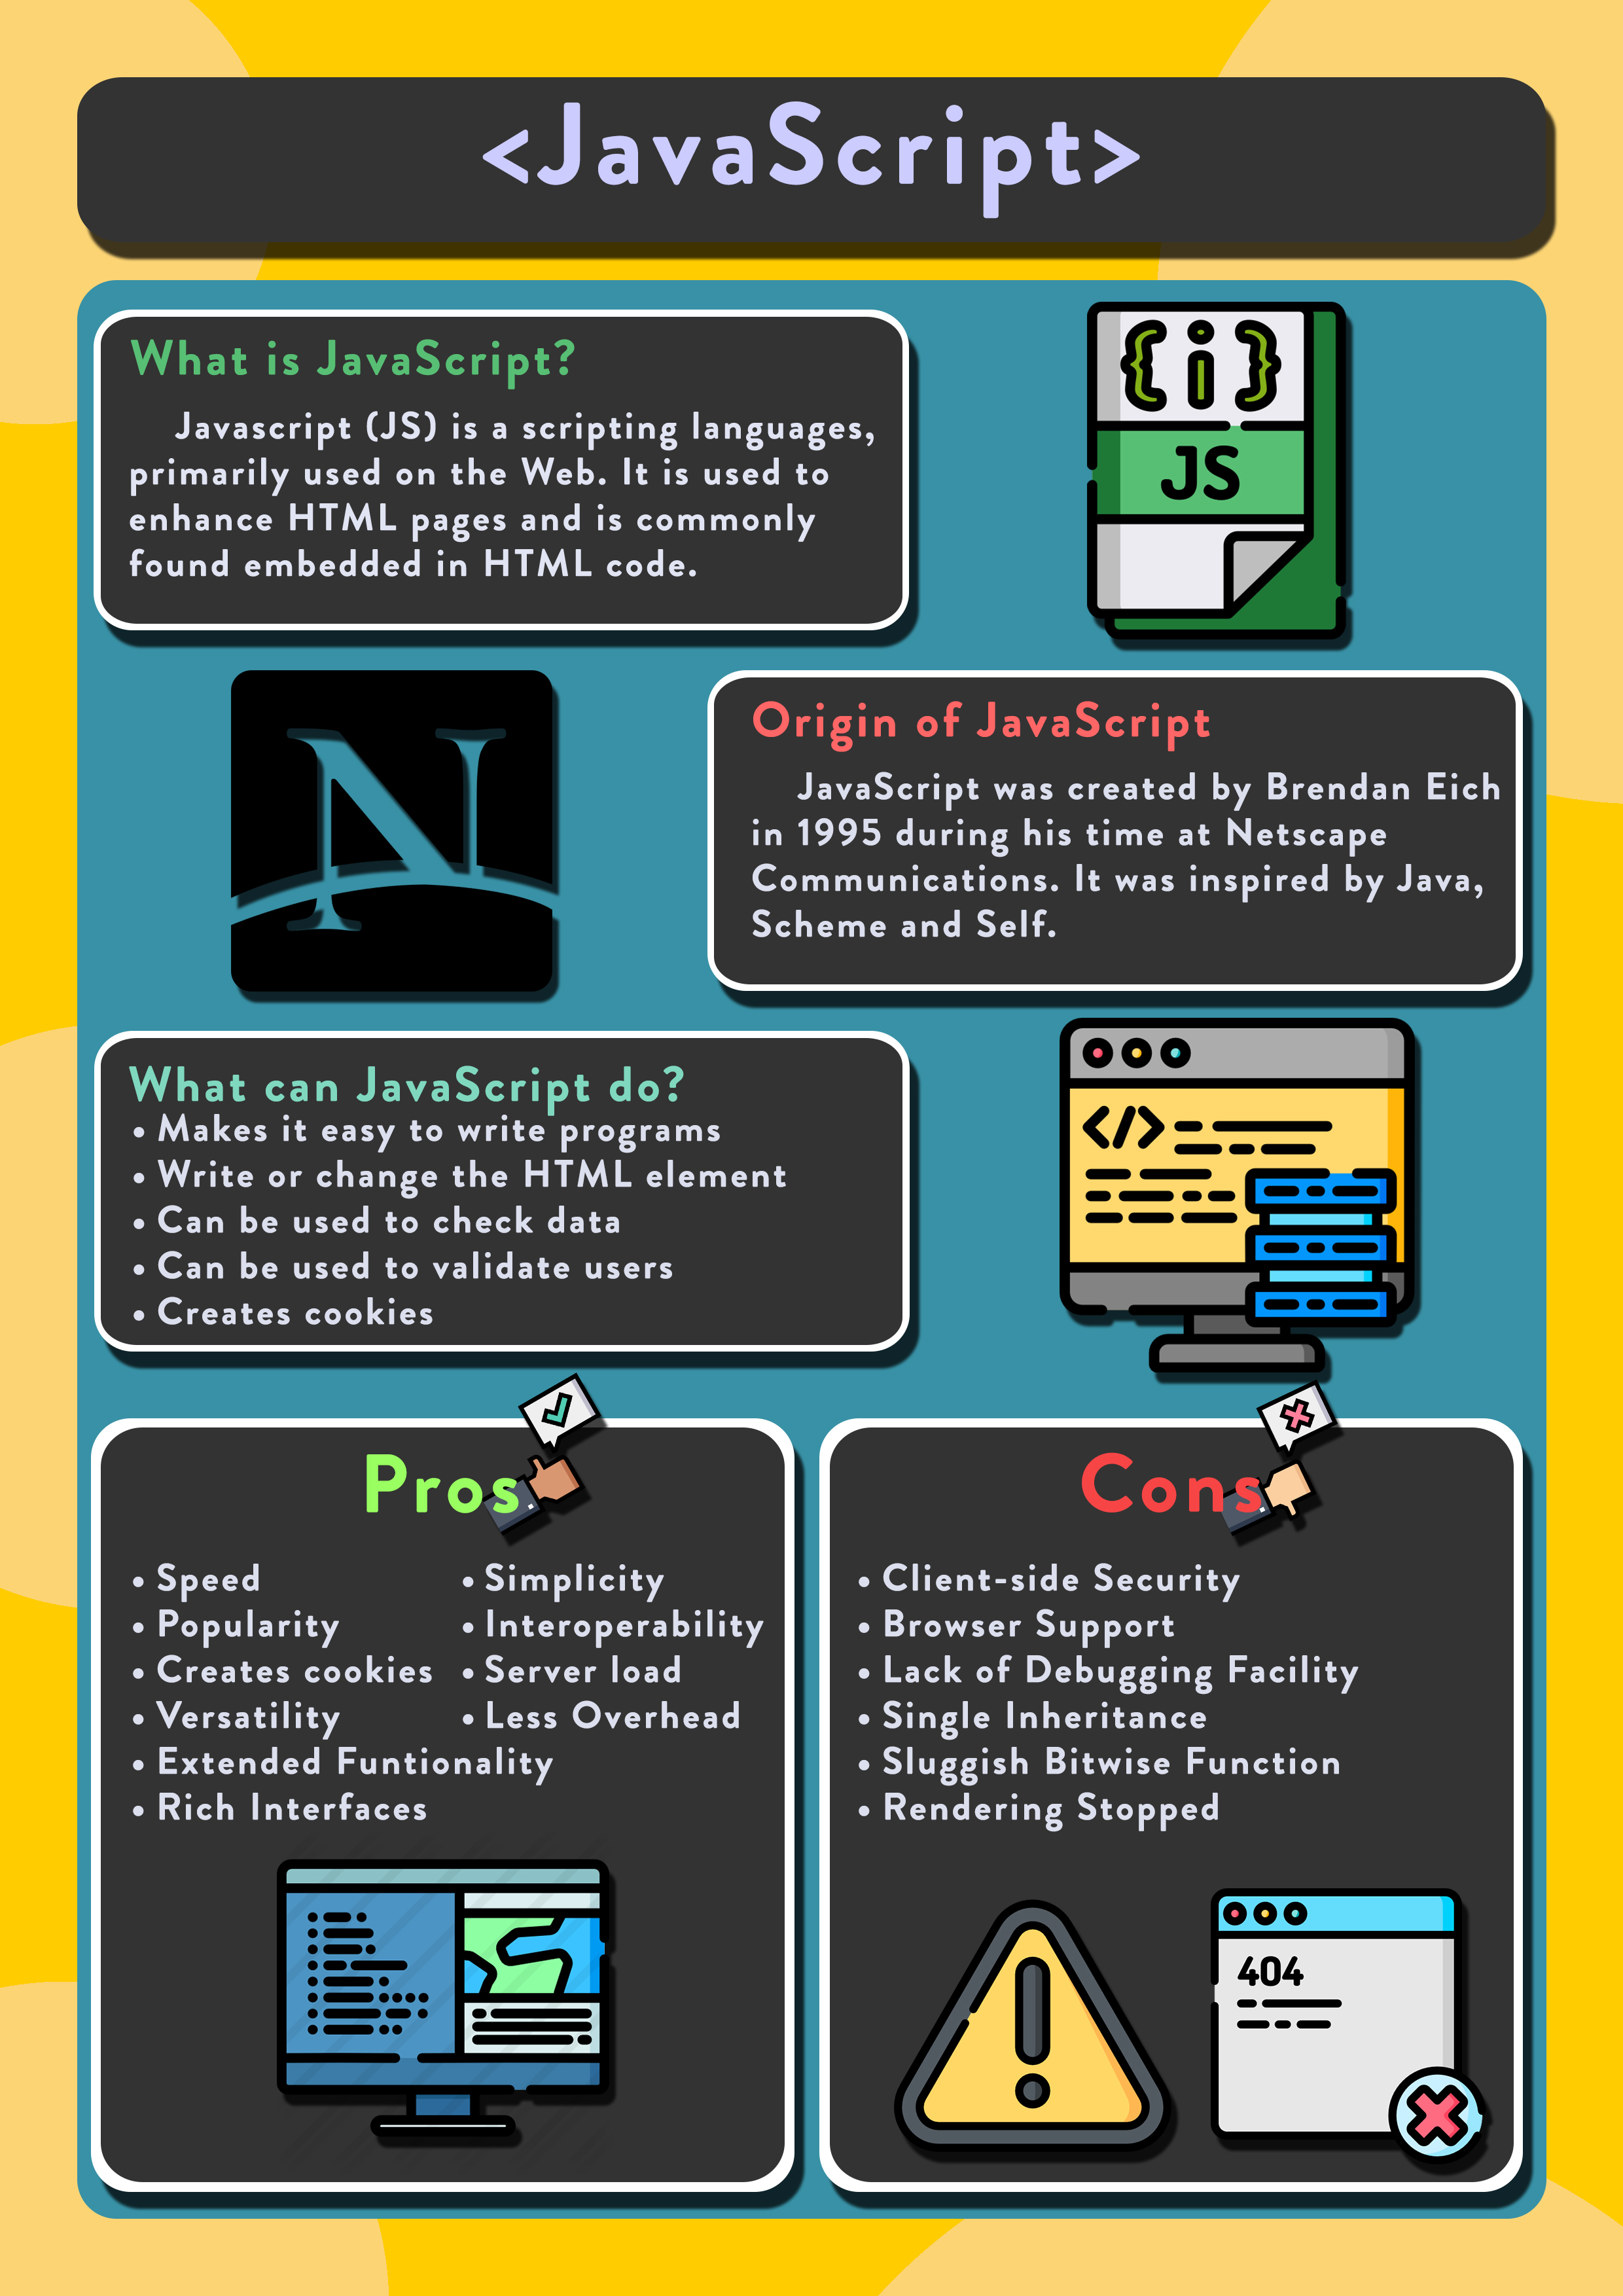 <JavaScript>
What is JavaScript?
Javascript (JS) is a scripting languages,
primarily used on the Web. It is used to
enhance HTML pages and is commonly
found embedded in HTML code.
{i}
JS
N
Origin of JavaScript
JavaScript was created by Brendan Eich
in 1995 during his time at Netscape
Communications. It was inspired by Java,
Scheme and Self.
What can JavaScript do?
• Makes it easy to write programs
• Write or change the HTML element
• Can be used to check data
• Can be used to validate users
• Creates cookies
</>
Pros
• Speed
• Popularity
• Creates cookies
• Versatility
• Extended Funtionality
• Rich Interfaces
• Simplicity
• Interoperability
• Server load
• Less Overhead
Cons
• Client-side Security
• Browser Support
• Lack of Debugging Facility
• Single Inheritance
• Sluggish Bitwise Function
• Rendering Stopped
404